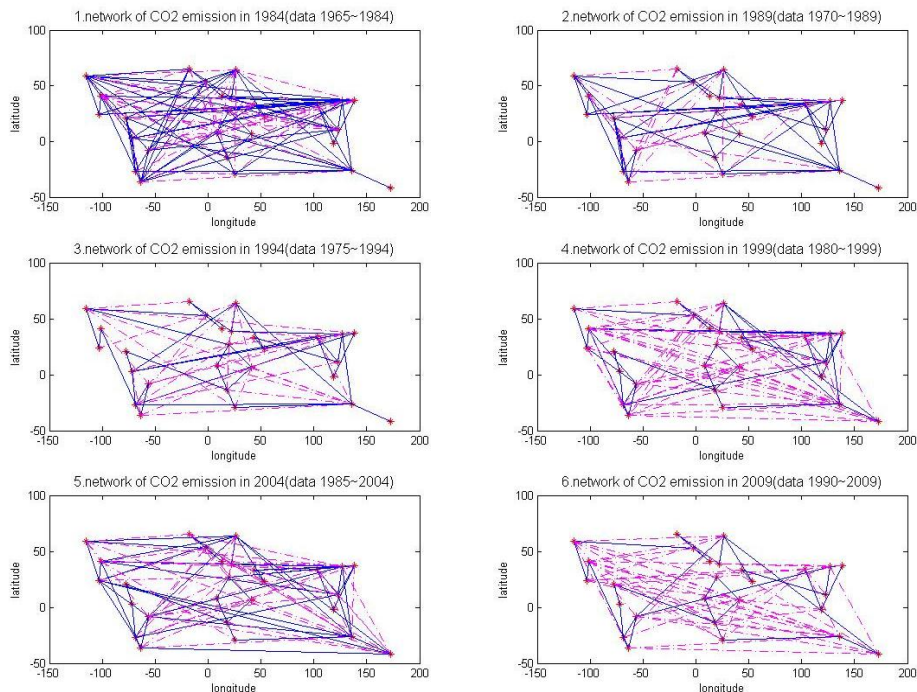 1.network of CO2 emission in 1984(data 1965~1984)
100
50
0
-50
latitude
-150 -100 -50 0 50 100 150 200
longitude
2.network of CO2 emission in 1989(data 1970~1989)
100
50
0
-50
latitude
-150 -100 -50 0 50 100 150 200
longitude
3.network of CO2 emission in 1994(data 1975~1994)
100
50
0
-50
latitude
-150 -100 -50 0 50 100 150 200
longitude
4.network of CO2 emission in 1999(data 1980~1999)
100
50
0
-50
latitude
-150 -100 -50 0 50 100 150 200
longitude
5.network of CO2 emission in 2004(data 1985~2004)
100
50
0
-50
latitude
-150 -100 -50 0 50 100 150 200
longitude
6.network of CO2 emission in 2009(data 1990~2009)
100
50
0
-50
latitude
-150 -100 -50 0 50 100 150 200
longitude